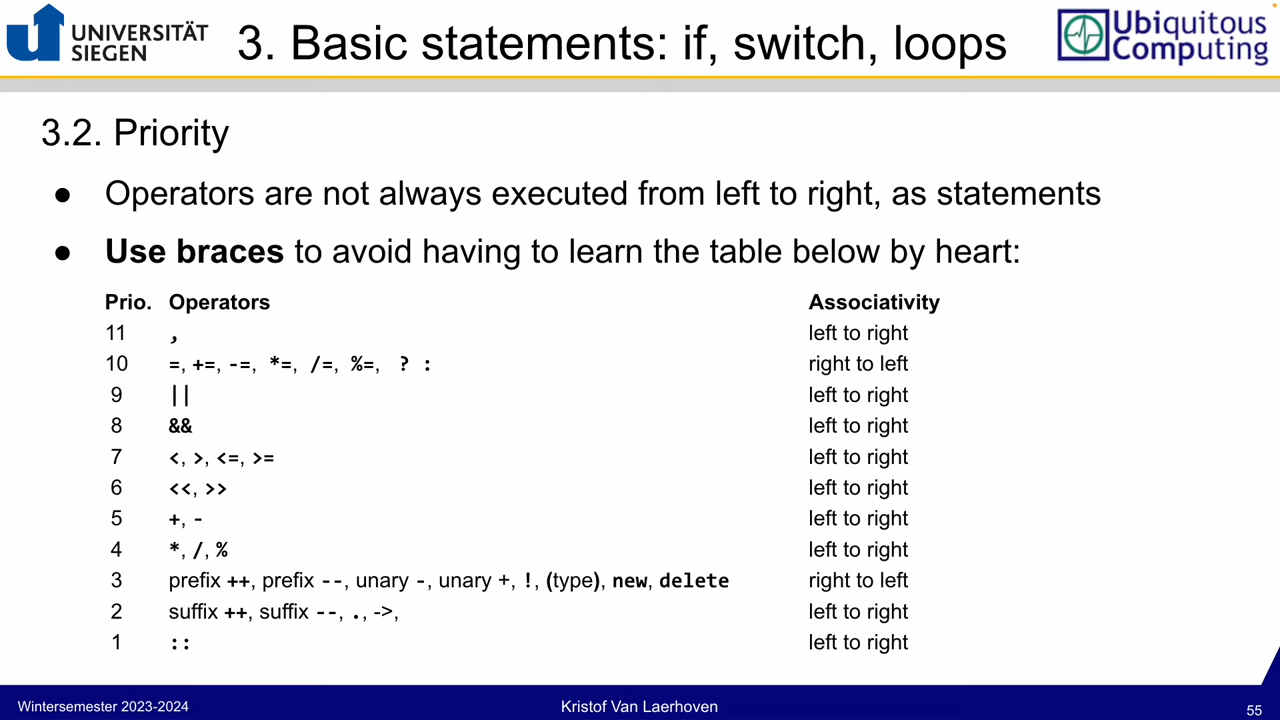 UNIVERSITÄT
SIEGEN
3. Basic statements: if, switch, loops
Ubiquitous
Computing
3.2. Priority
● Operators are not always executed from left to right, as statements
● Use braces to avoid having to learn the table below by heart:
Prio. Operators Associativity
11 , left to right
10 =, +=, -=, *=, /=, %=, ? : right to left
9 || left to right
8 && left to right
7 <, >, <=, >= left to right
6 <<, >> left to right
5 +, - left to right
4 *, /, % left to right
3 prefix ++, prefix --, unary -, unary +, !, (type), new, delete right to left
2 suffix ++, suffix --, ., ->, left to right
1 :: left to right
Wintersemester 2023-2024 Kristof Van Laerhoven 55